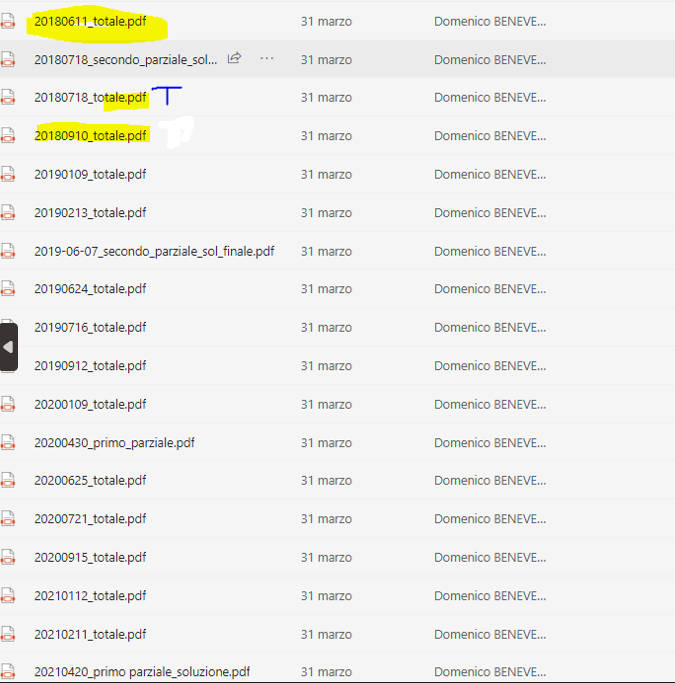 20180611_totale.pdf 31 marzo Domenico BENEVE...
20180718_secondo_parziale_sol... ... 31 marzo Domenico BENEVE...
20180718_totale.pdf T 31 marzo Domenico BENEVE...
20180910_totale.pdf 31 marzo Domenico BENEVE...
20190109_totale.pdf 31 marzo Domenico BENEVE...
20190213_totale.pdf 31 marzo Domenico BENEVE...
2019-06-07_secondo_parziale_sol_finale.pdf 31 marzo Domenico BENEVE...
20190624_totale.pdf 31 marzo Domenico BENEVE...
20190716_totale.pdf 31 marzo Domenico BENEVE...
20190912_totale.pdf 31 marzo Domenico BENEVE...
20200109_totale.pdf 31 marzo Domenico BENEVE...
20200430_primo_parziale.pdf 31 marzo Domenico BENEVE...
20200625_totale.pdf 31 marzo Domenico BENEVE...
20200721_totale.pdf 31 marzo Domenico BENEVE...
20200915_totale.pdf 31 marzo Domenico BENEVE...
20210112_totale.pdf 31 marzo Domenico BENEVE...
20210211_totale.pdf 31 marzo Domenico BENEVE...
20210420_primo parziale_soluzione.pdf 31 marzo Domenico BENEVE...